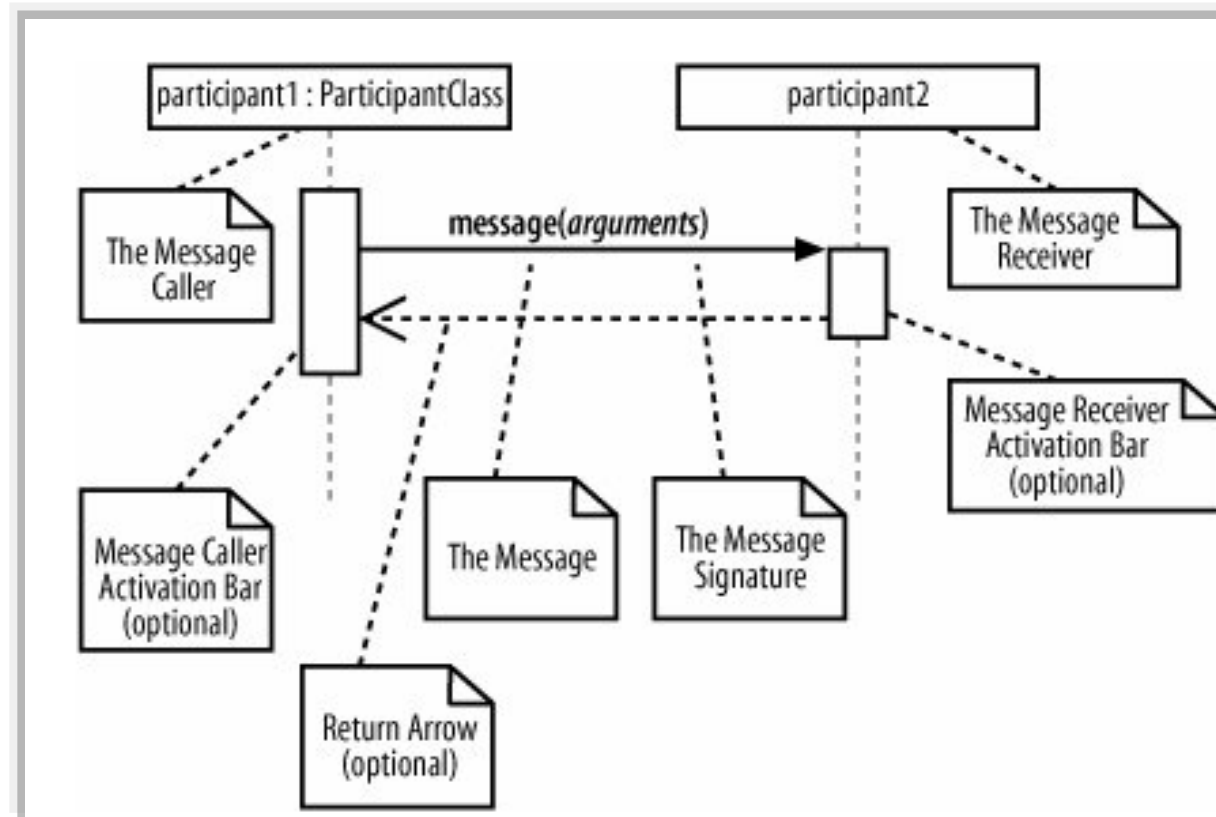 participant1 : ParticipantClass
participant2
The Message
Caller
message(arguments)
The Message
Receiver
Message Receiver
Activation Bar
(optional)
Message Caller
Activation Bar
(optional)
The Message
The Message
Signature
Return Arrow
(optional)